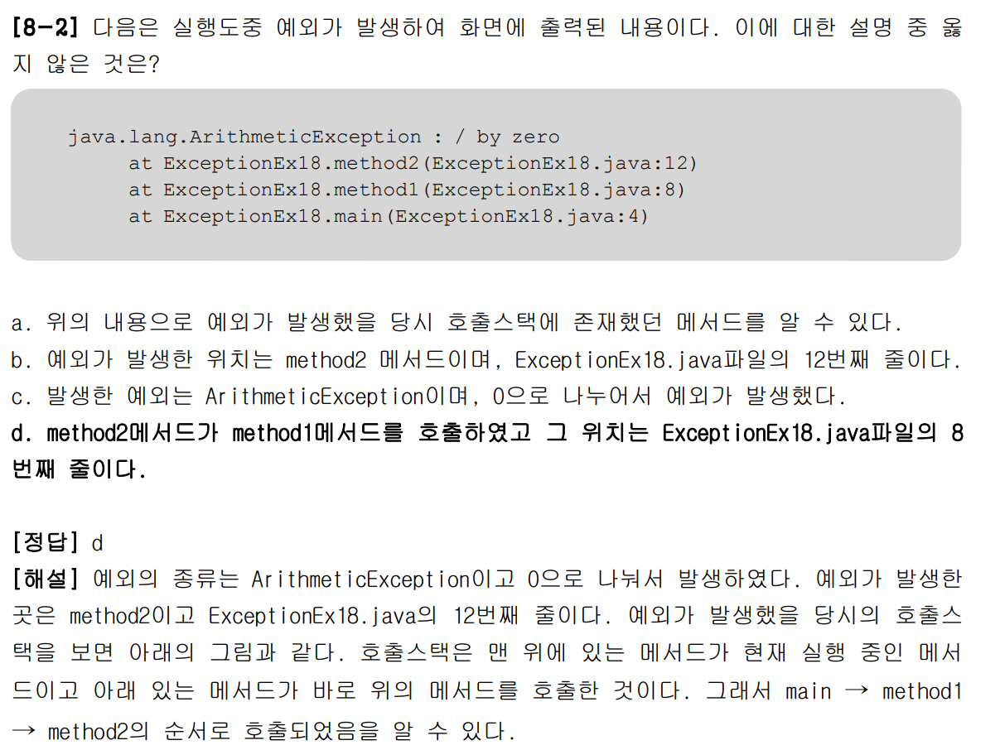 [8-2] 다음은 실행도중 예외가 발생하여 화면에 출력된 내용이다. 이에 대한 설명 중 옳
지 않은 것은?
java.lang.ArithmeticException : / by zero
at ExceptionEx18.method2(ExceptionEx18.java:12)
at ExceptionEx18.method1(ExceptionEx18.java:8)
at ExceptionEx18.main(ExceptionEx18.java:4)
a. 위의 내용으로 예외가 발생했을 당시 호출스택에 존재했던 메서드를 알 수 있다.
b. 예외가 발생한 위치는 method2 메서드이며, ExceptionEx18.java파일의 12번째 줄이다.
c. 발생한 예외는 ArithmeticException이며, 0으로 나누어서 예외가 발생했다.
d. method2메서드가 method1메서드를 호출하였고 그 위치는 ExceptionEx18.java파일의 8
번째 줄이다.
[정답] d
[해설] 예외의 종류는 ArithmeticException이고 0으로 나눠서 발생하였다. 예외가 발생한
곳은 method2이고 ExceptionEx18.java의 12번째 줄이다. 예외가 발생했을 당시의 호출스
택을 보면 아래의 그림과 같다. 호출스택은 맨 위에 있는 메서드가 현재 실행 중인 메서
드이고 아래 있는 메서드가 바로 위의 메서드를 호출한 것이다. 그래서 main → method1
→ method2의 순서로 호출되었음을 알 수 있다.